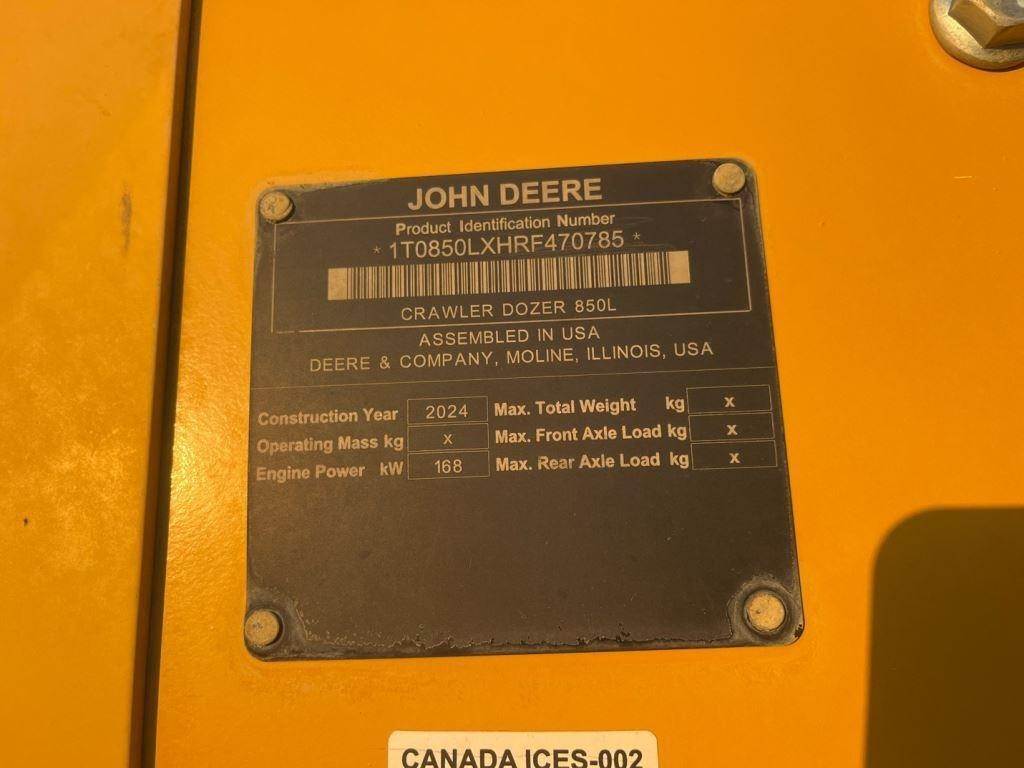 JOHN DEERE
Product Identification Number
* 1T0850LXHRF470785 *
CRAWLER DOZER 850L
ASSEMBLED IN USA
DEERE & COMPANY, MOLINE, ILLINOIS, USA
Construction Year 2024 Max. Total Weight kg X
Operating Mass kg X Max. Front Axle Load kg X
Engine Power kW 168 Max. Rear Axle Load kg X
CANADA ICES-002